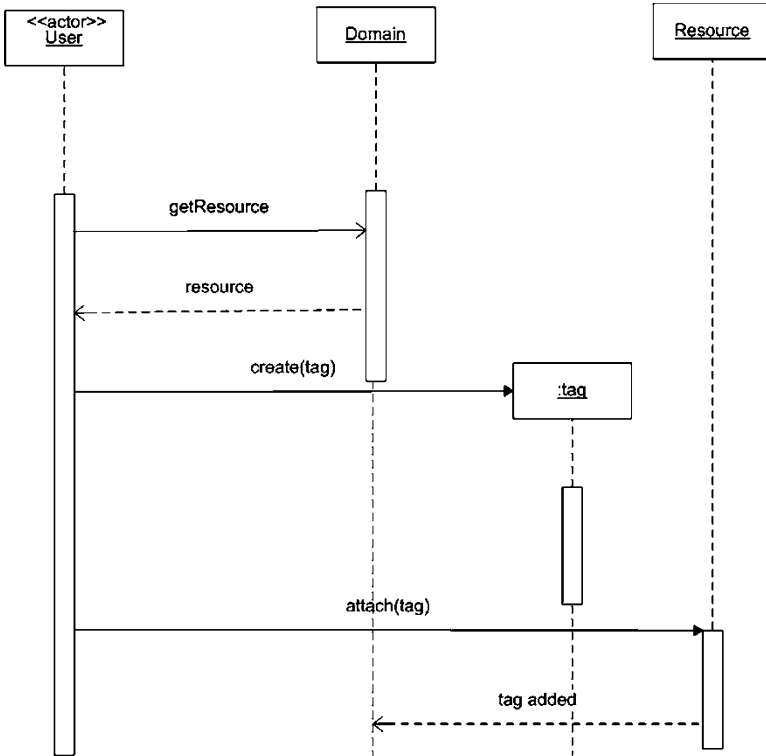 <<actor>>
User
Domain
Resource
getResource
resource
create(tag)
:tag
attach(tag)
tag added